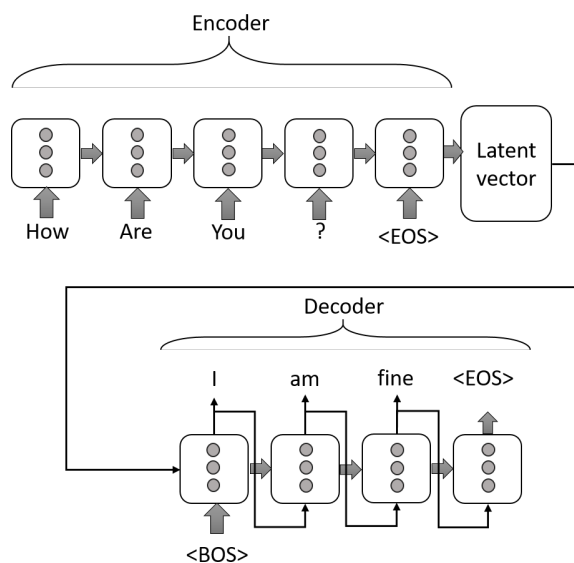 Encoder
Latent
vector
How Are You ? <EOS>
Decoder
I am fine <EOS>
<BOS>